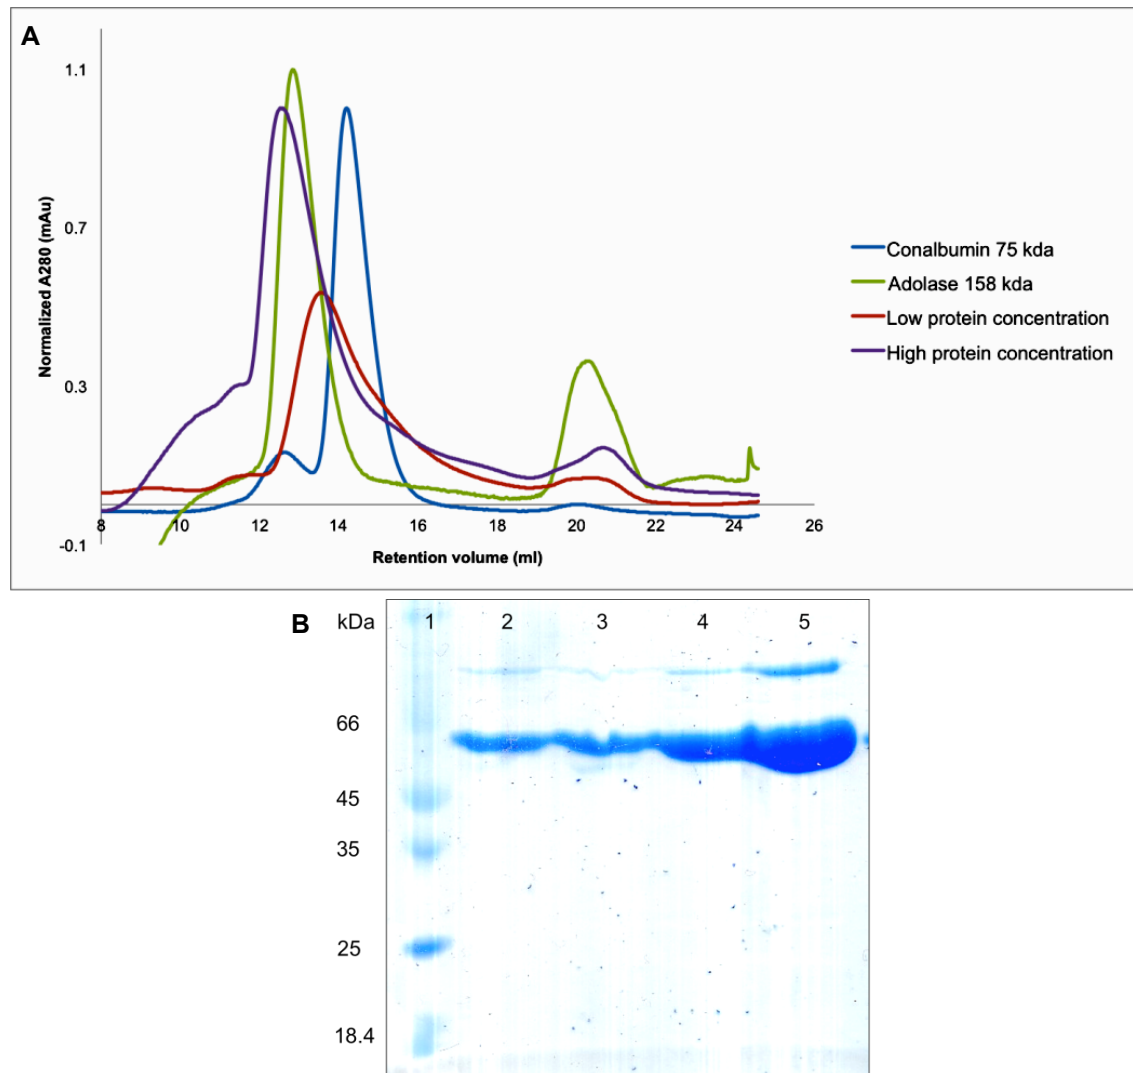 A
1.1
0.7
0.3
-0.1
Normalized A280 (mAu)
8 10 12 14 16 18 20 22 24 26
Retention volume (ml)
Conalbumin 75 kda
Adolase 158 kda
Low protein concentration
High protein concentration
B kDa 1 2 3 4 5
66
45
35
25
18.4